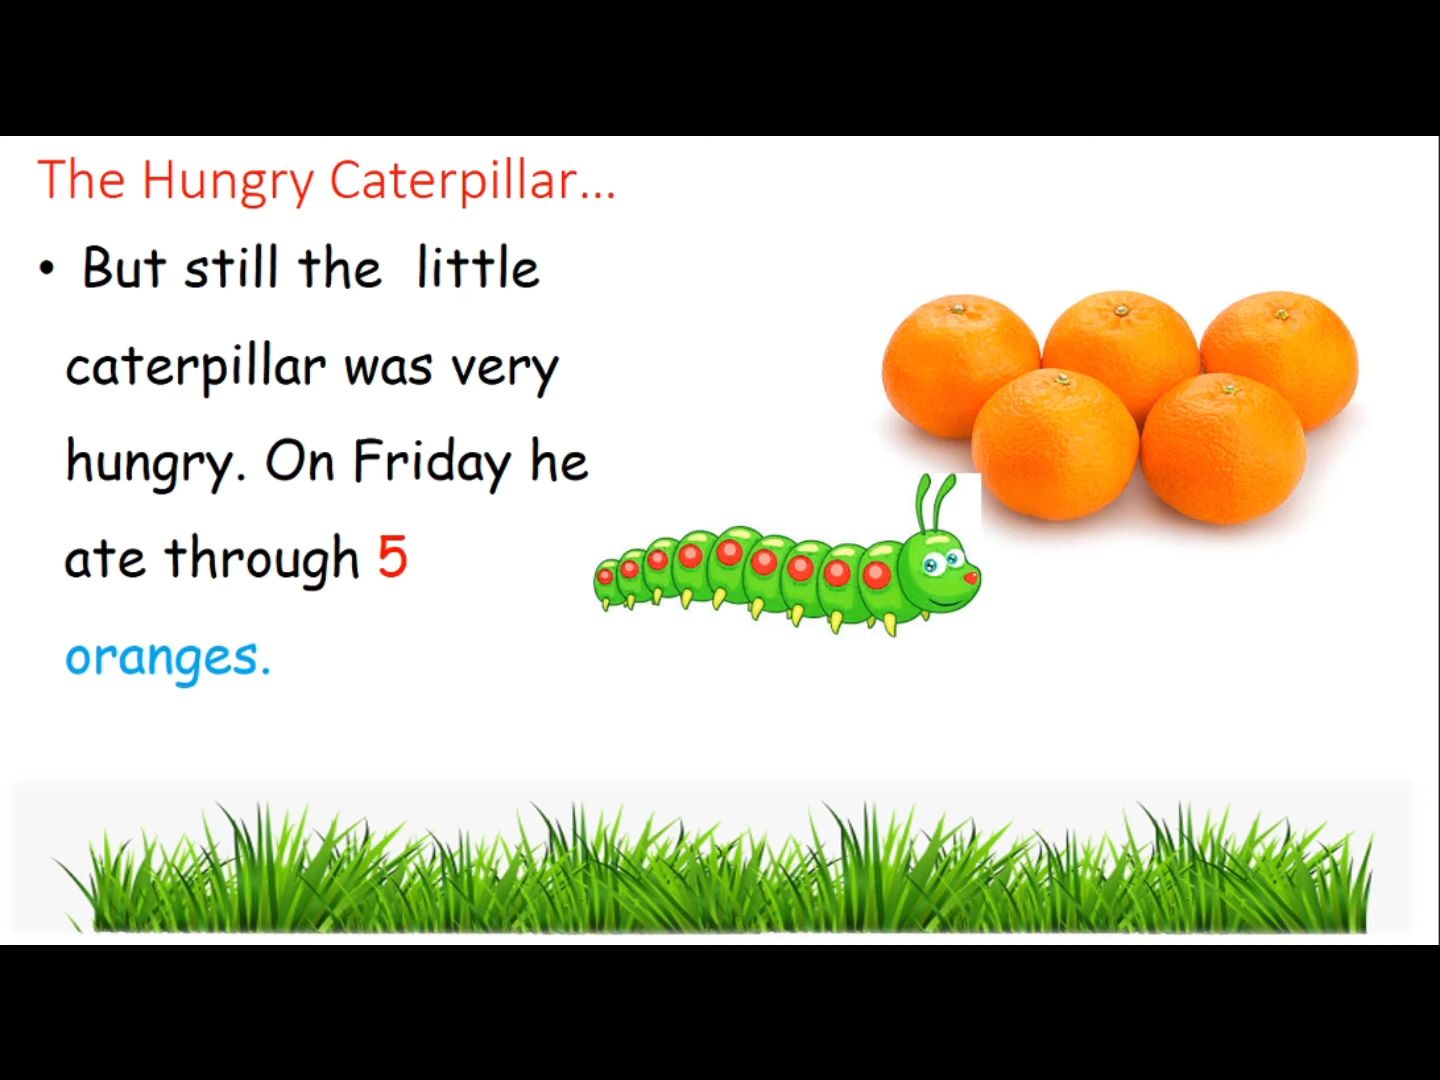 The Hungry Caterpillar...
• But still the little
caterpillar was very
hungry. On Friday he
ate through 5
oranges.